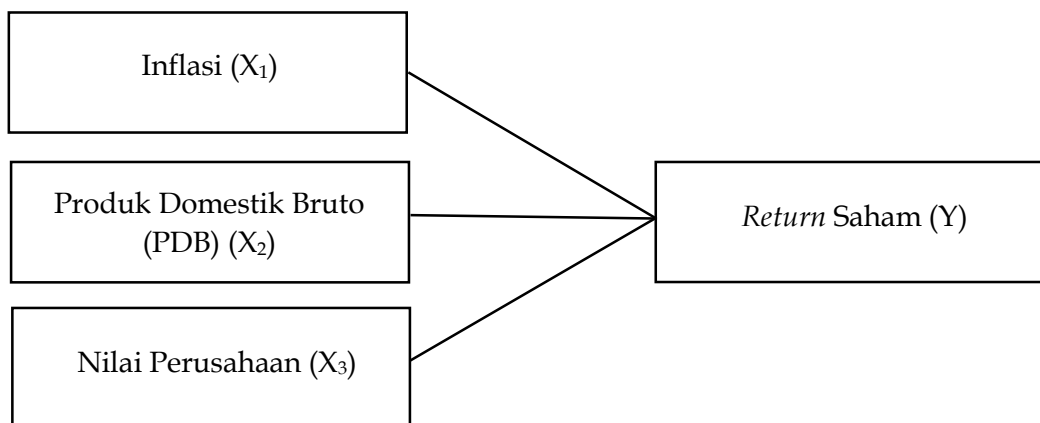 Inflasi (X₁)
Produk Domestik Bruto
(PDB) (X₂)
Return Saham (Y)
Nilai Perusahaan (X₃)